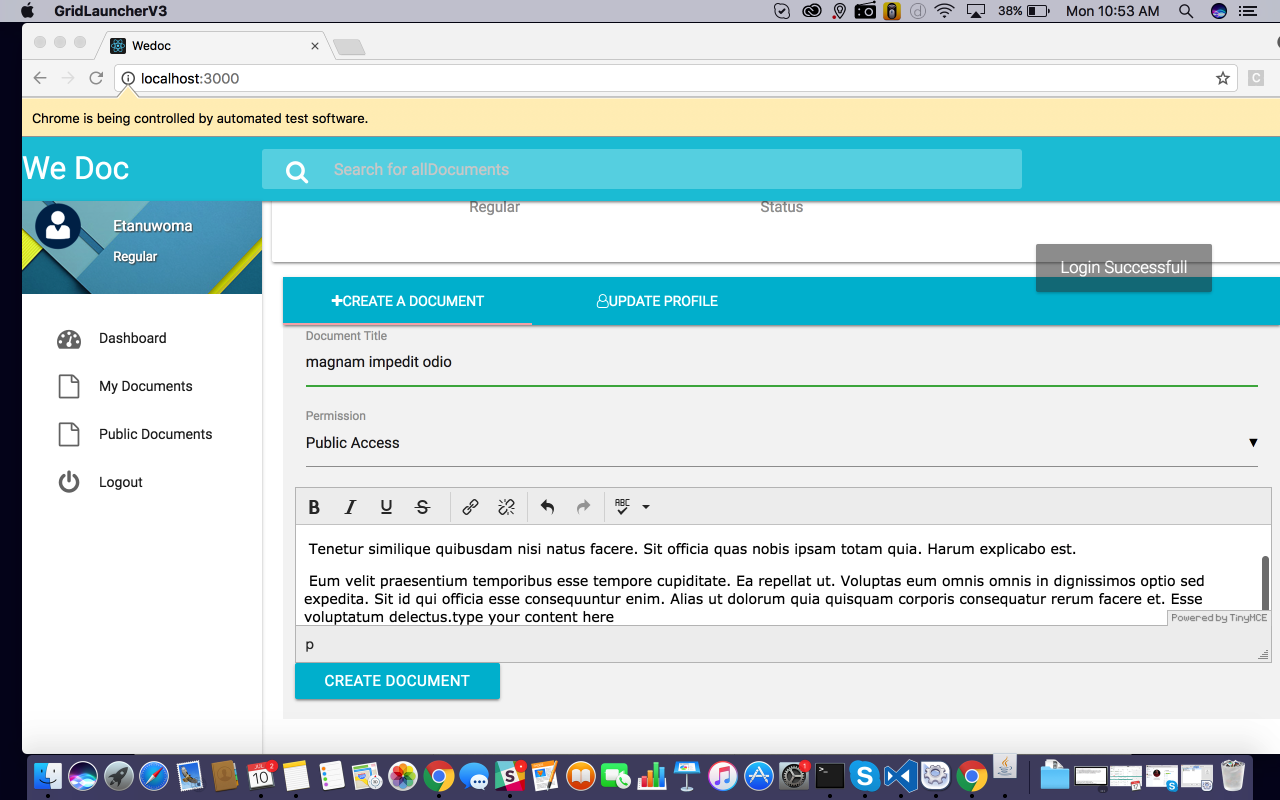 GridLauncherV3
38%
Mon 10:53 AM
Wedoc
localhost:3000
C
Chrome is being controlled by automated test software.
We Doc
Search for allDocuments
Etanuwoma
Regular
Regular
Status
Login Successfull
CREATE A DOCUMENT
UPDATE PROFILE
Dashboard
My Documents
Public Documents
Logout
Document Title
magnam impedit odio
Permission
Public Access
B I U S ABC
Tenetur similique quibusdam nisi natus facere. Sit officia quas nobis ipsam totam quia. Harum explicabo est.
Eum velit praesentium temporibus esse tempore cupiditate. Ea repellat ut. Voluptas eum omnis omnis in dignissimos optio sed
expedita. Sit id qui officia esse consequuntur enim. Alias ut dolorum quia quisquam corporis consequatur rerum facere et. Esse
voluptatum delectus.type your content here
Powered by TinyMCE
p
CREATE DOCUMENT
JUL 2
10
1